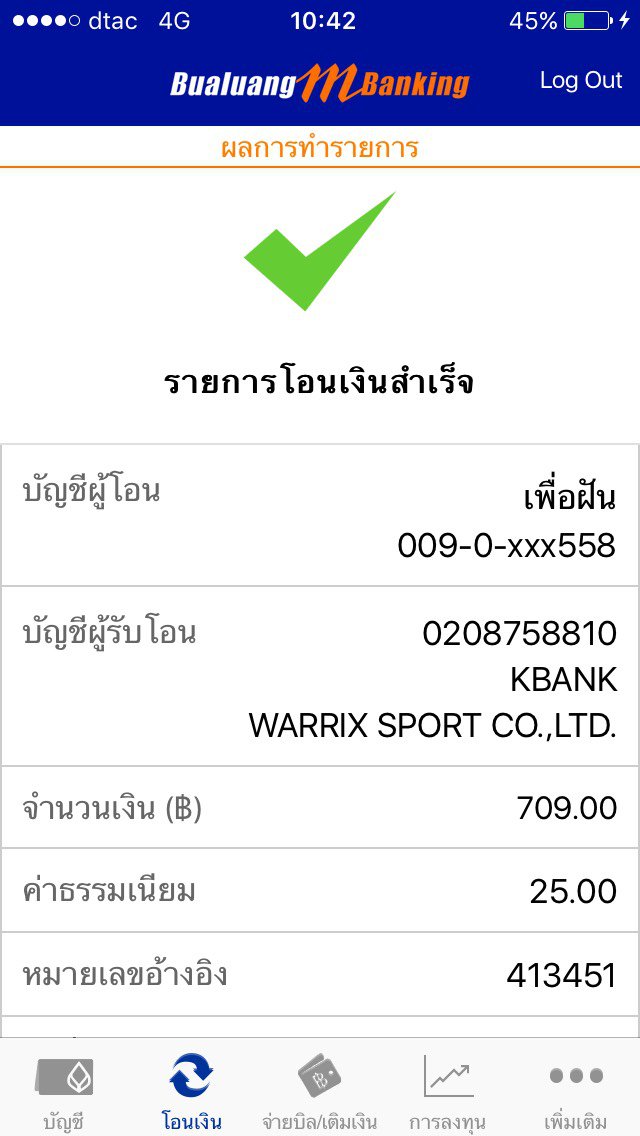 dtac 4G 10:42 45%
Bualuang mBanking Log Out
ผลการทำรายการ
รายการโอนเงินสำเร็จ
บัญชีผู้โอน เพื่อฝัน
009-0-xxx558
บัญชีผู้รับโอน 0208758810
KBANK
WARRIX SPORT CO.,LTD.
จำนวนเงิน (฿) 709.00
ค่าธรรมเนียม 25.00
หมายเลขอ้างอิง 413451
บัญชี โอนเงิน จ่ายบิล/เติมเงิน การลงทุน เพิ่มเติม